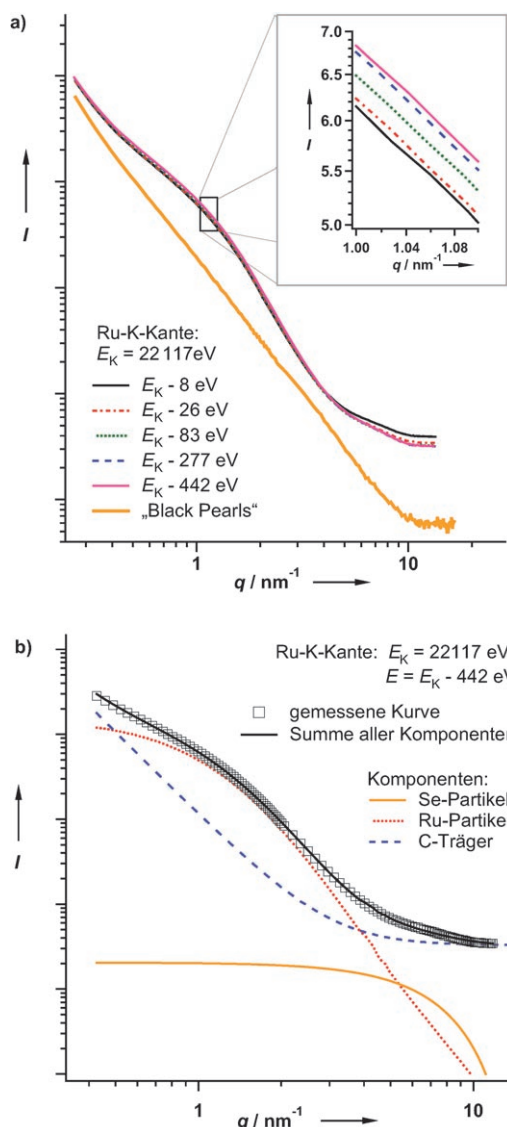 a)
7.0
6.5
6.0
5.5
5.0
I
1.00
1.04
1.08
q / nm⁻¹
I
Ru-K-Kante:
E_K = 22 117 eV
E_K - 8 eV
E_K - 26 eV
E_K - 83 eV
E_K - 277 eV
E_K - 442 eV
„Black Pearls“
1
10
q / nm⁻¹
b)
Ru-K-Kante: E_K = 22117 eV
E = E_K - 442 eV
gemessene Kurve
Summe aller Komponenten
Komponenten:
Se-Partikel
Ru-Partikel
C-Träger
I
1
10
q / nm⁻¹